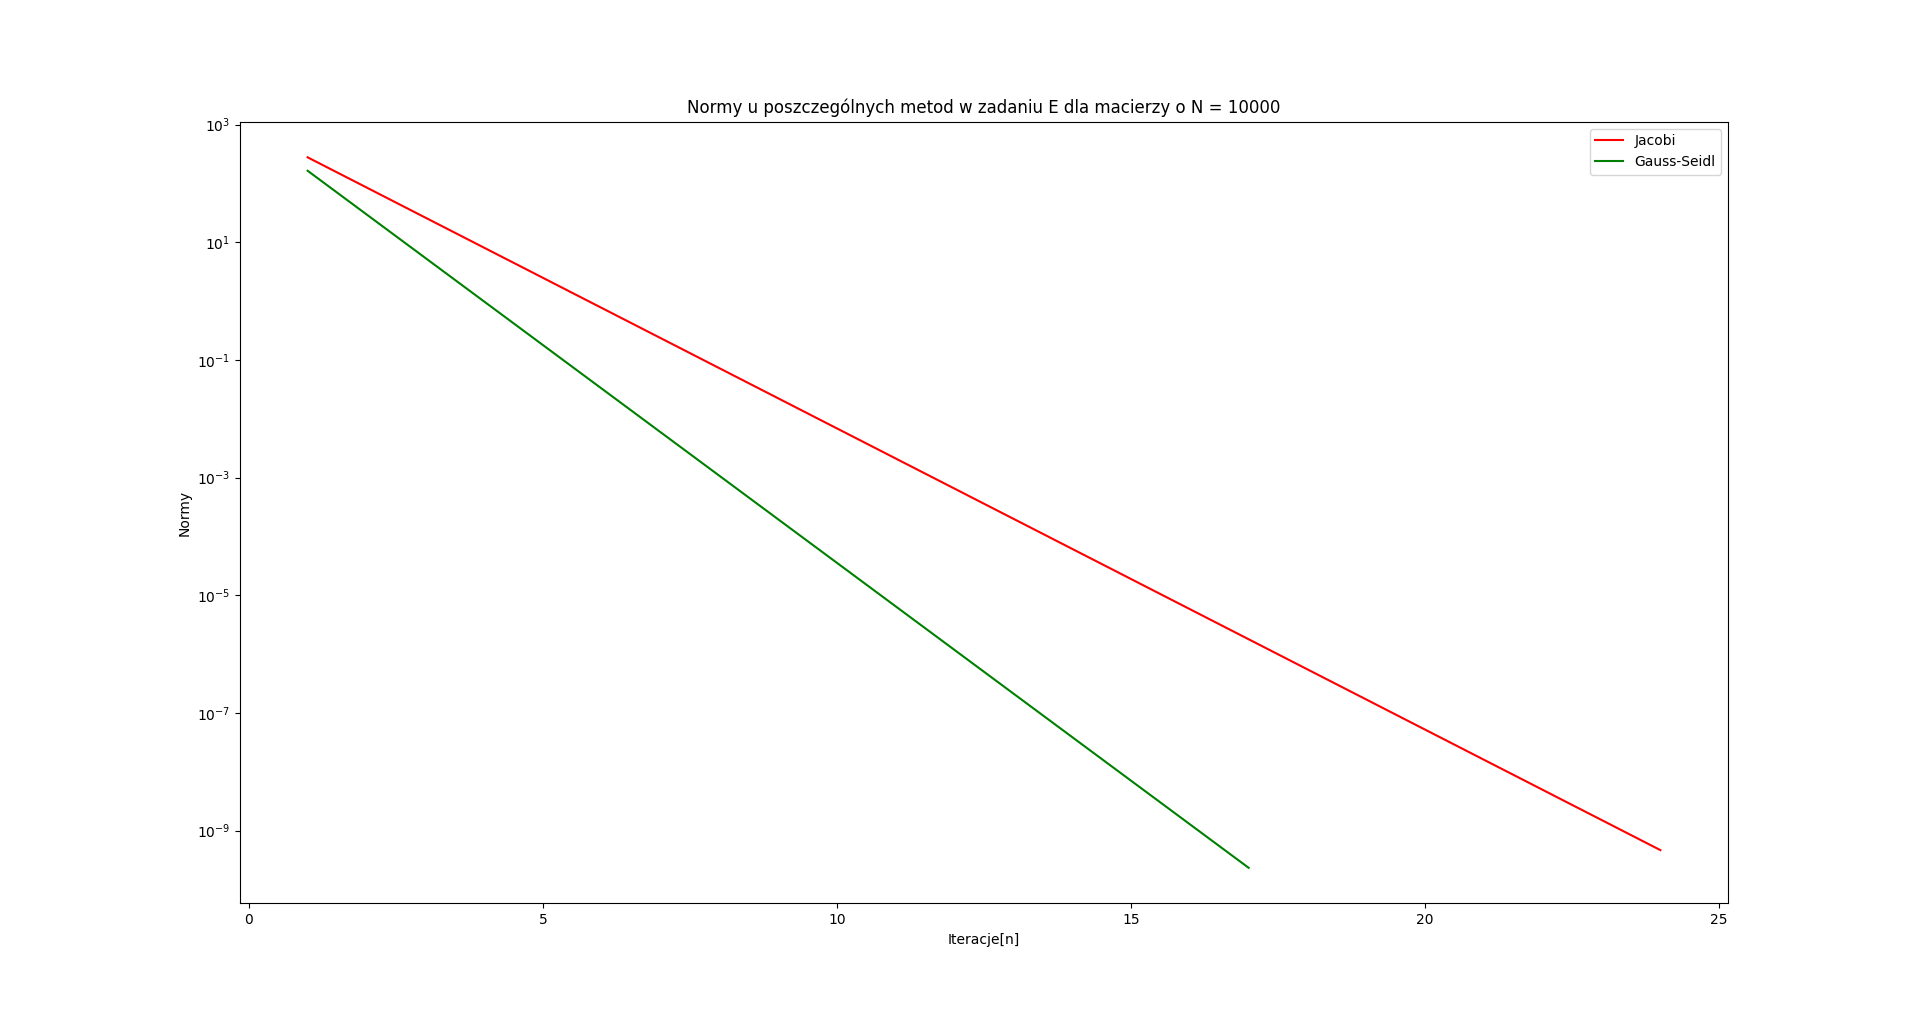 Normy u poszczególnych metod w zadaniu E dla macierzy o N = 10000
Jacobi
Gauss-Seidl
Normy
10³
10¹
10⁻¹
10⁻³
10⁻⁵
10⁻⁷
10⁻⁹
0 5 10 15 20 25
Iteracje[n]